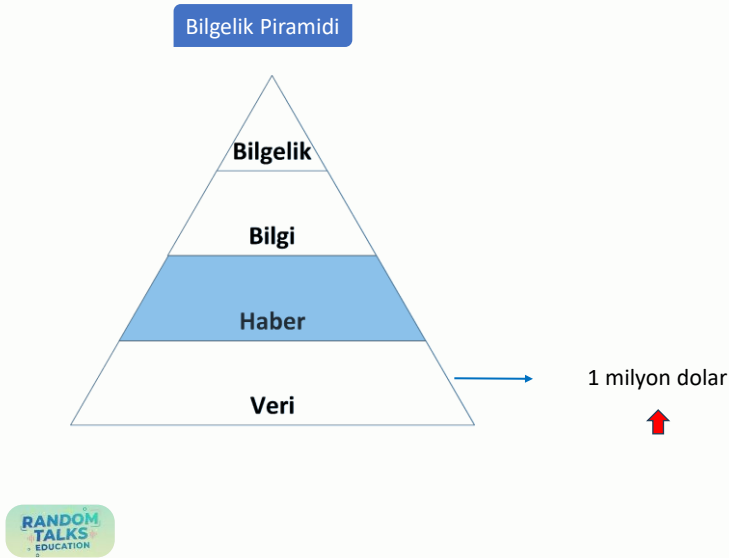 Bilgelik Piramidi
Bilgelik
Bilgi
Haber
Veri
1 milyon dolar
RANDOM
TALKS
EDUCATION